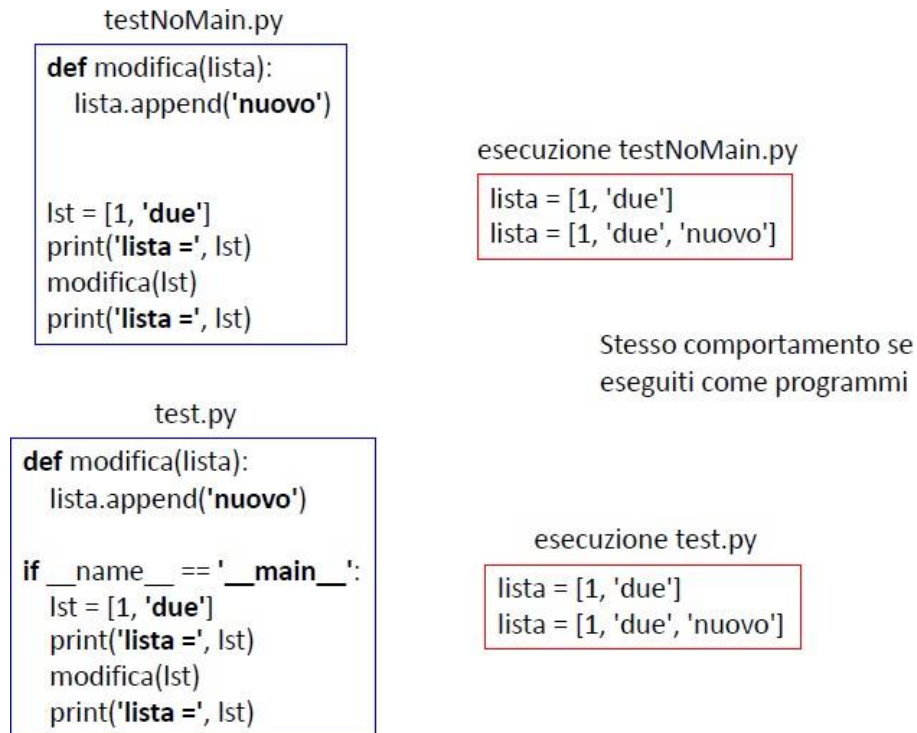 testNoMain.py
def modifica(lista):
lista.append('nuovo')
lst = [1, 'due']
print('lista =', lst)
modifica(lst)
print('lista =', lst)
esecuzione testNoMain.py
lista = [1, 'due']
lista = [1, 'due', 'nuovo']
Stesso comportamento se
eseguiti come programmi
test.py
def modifica(lista):
lista.append('nuovo')
if __name__ == '__main__':
lst = [1, 'due']
print('lista =', lst)
modifica(lst)
print('lista =', lst)
esecuzione test.py
lista = [1, 'due']
lista = [1, 'due', 'nuovo']